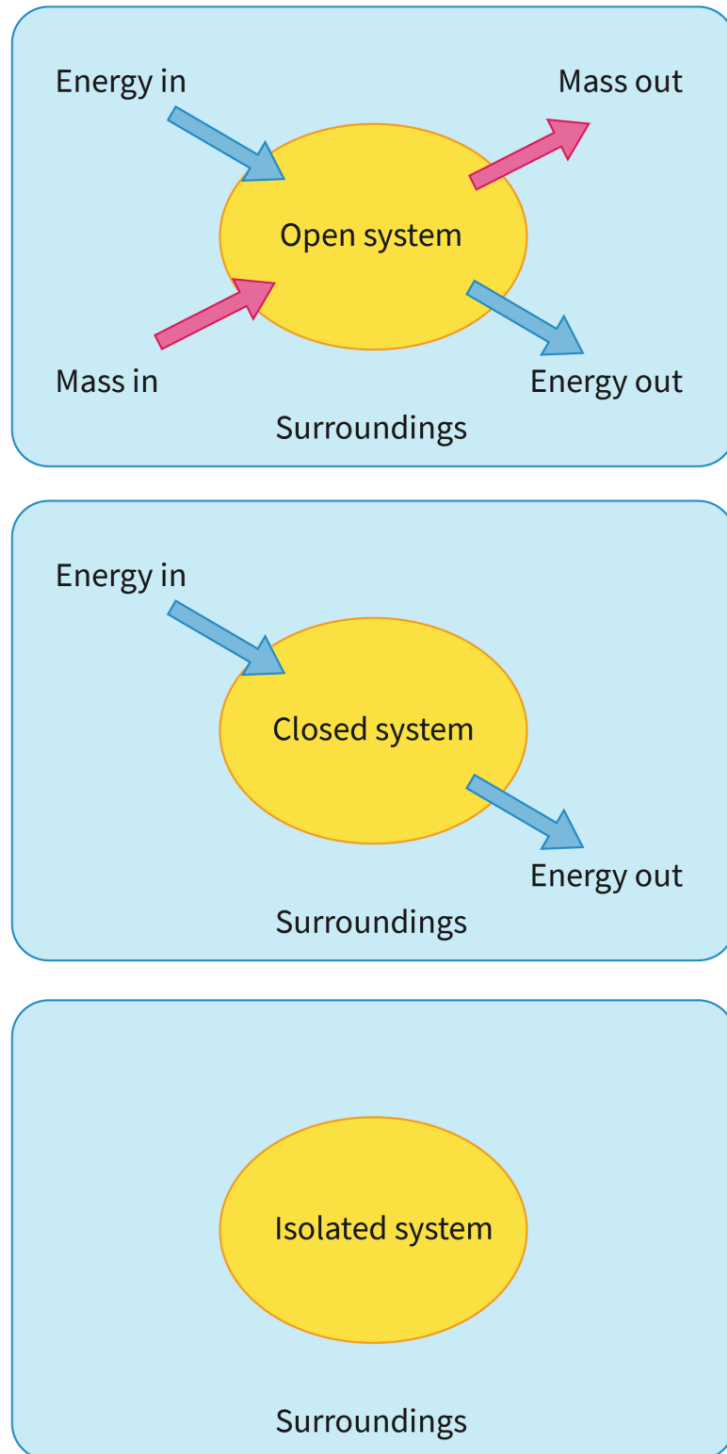 Energy in
Mass out
Open system
Mass in
Energy out
Surroundings
Energy in
Closed system
Energy out
Surroundings
Isolated system
Surroundings